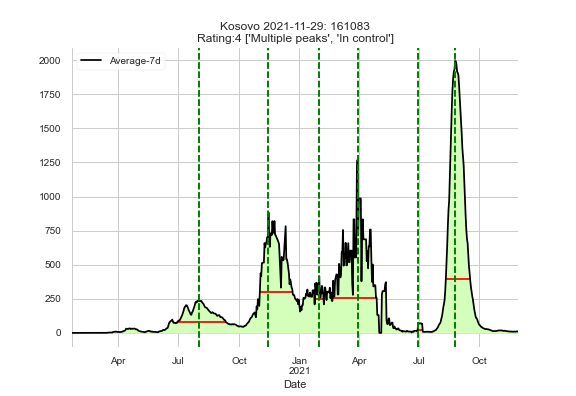 Kosovo 2021-11-29: 161083
Rating:4 ['Multiple peaks', 'In control']
Average-7d
2000
1750
1500
1250
1000
750
500
250
0
Apr
Jul
Oct
Jan
2021
Apr
Jul
Oct
Date